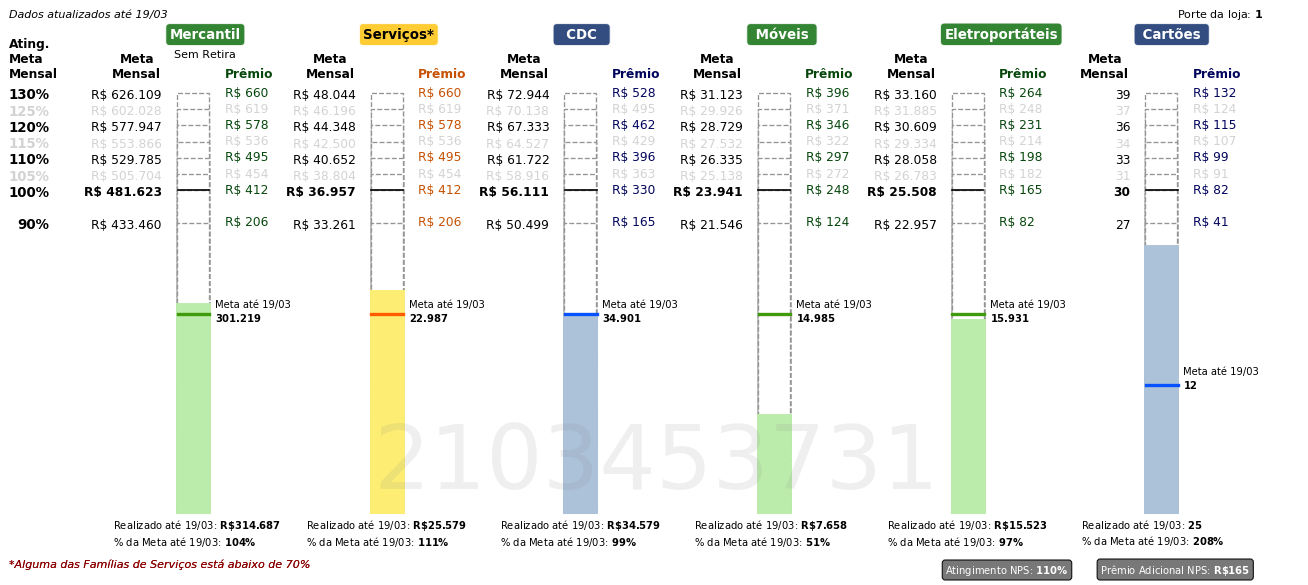 Dados atualizados até 19/03
Porte da loja: 1
Mercantil Serviços* CDC Móveis Eletroportáteis Cartões
Sem Retira
Ating. Meta Mensal
Meta Mensal Prêmio Meta Mensal Prêmio Meta Mensal Prêmio Meta Mensal Prêmio Meta Mensal Prêmio Meta Mensal Prêmio
130% R$ 626.109 R$ 660 R$ 48.044 R$ 660 R$ 72.944 R$ 528 R$ 31.123 R$ 396 R$ 33.160 R$ 264 39 R$ 132
125% R$ 602.028 R$ 619 R$ 46.196 R$ 619 R$ 70.138 R$ 495 R$ 29.926 R$ 371 R$ 31.885 R$ 248 37 R$ 124
120% R$ 577.947 R$ 578 R$ 44.348 R$ 578 R$ 67.333 R$ 462 R$ 28.729 R$ 346 R$ 30.609 R$ 231 36 R$ 115
115% R$ 553.866 R$ 536 R$ 42.500 R$ 536 R$ 64.527 R$ 429 R$ 27.532 R$ 322 R$ 29.334 R$ 214 34 R$ 107
110% R$ 529.785 R$ 495 R$ 40.652 R$ 495 R$ 61.722 R$ 396 R$ 26.335 R$ 297 R$ 28.058 R$ 198 33 R$ 99
105% R$ 505.704 R$ 454 R$ 38.804 R$ 454 R$ 58.916 R$ 363 R$ 25.138 R$ 272 R$ 26.783 R$ 182 31 R$ 91
100% R$ 481.623 R$ 412 R$ 36.957 R$ 412 R$ 56.111 R$ 330 R$ 23.941 R$ 248 R$ 25.508 R$ 165 30 R$ 82
90% R$ 433.460 R$ 206 R$ 33.261 R$ 206 R$ 50.499 R$ 165 R$ 21.546 R$ 124 R$ 22.957 R$ 82 27 R$ 41
Meta até 19/03 Meta até 19/03 Meta até 19/03 Meta até 19/03 Meta até 19/03
301.219 22.987 34.901 14.985 15.931
Meta até 19/03
12
2103453731
Realizado até 19/03: R$314.687 Realizado até 19/03: R$25.579 Realizado até 19/03: R$34.579 Realizado até 19/03: R$7.658 Realizado até 19/03: R$15.523 Realizado até 19/03: 25
% da Meta até 19/03: 104% % da Meta até 19/03: 111% % da Meta até 19/03: 99% % da Meta até 19/03: 51% % da Meta até 19/03: 97% % da Meta até 19/03: 208%
*Alguma das Famílias de Serviços está abaixo de 70%
Atingimento NPS: 110% Prêmio Adicional NPS: R$165